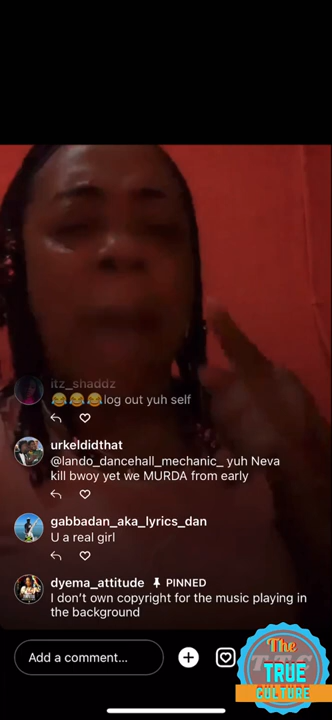 itz_shaddz
😂😂😂log out yuh self
urkeldidthat
@lando_dancehall_mechanic_ yuh Neva
kill bwoy yet we MURDA from early
gabbadan_aka_lyrics_dan
U a real girl
dyema_attitude PINNED
I don’t own copyright for the music playing in
the background
Add a comment...
The
TRUE
CULTURE